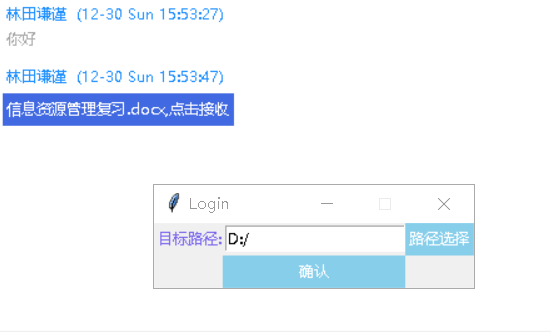 林田谦谨 (12-30 Sun 15:53:27)
你好
林田谦谨 (12-30 Sun 15:53:47)
信息资源管理复习.docx,点击接收
Login
目标路径: D:/ 路径选择
确认